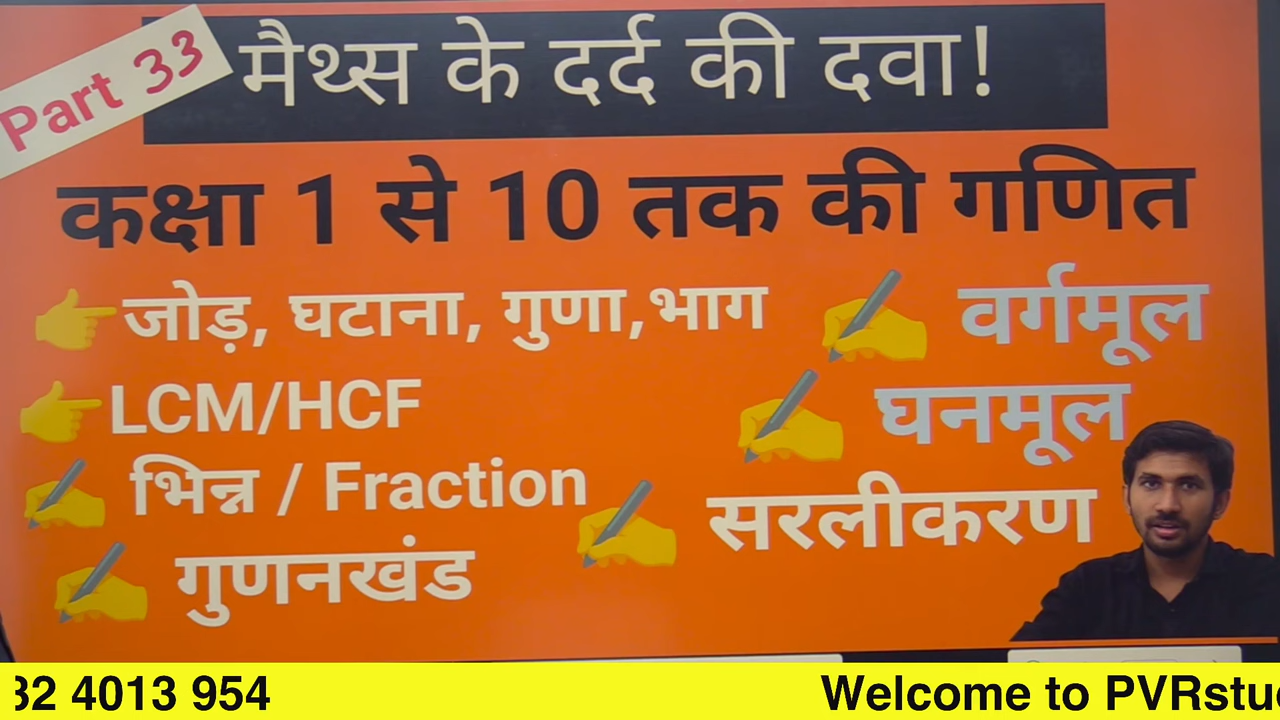 Part 33
मैथ्स के दर्द की दवा!
कक्षा 1 से 10 तक की गणित
जोड़, घटाना, गुणा,भाग
वर्गमूल
LCM/HCF
घनमूल
भिन्न / Fraction
सरलीकरण
गुणनखंड
32 4013 954
Welcome to PVRstu